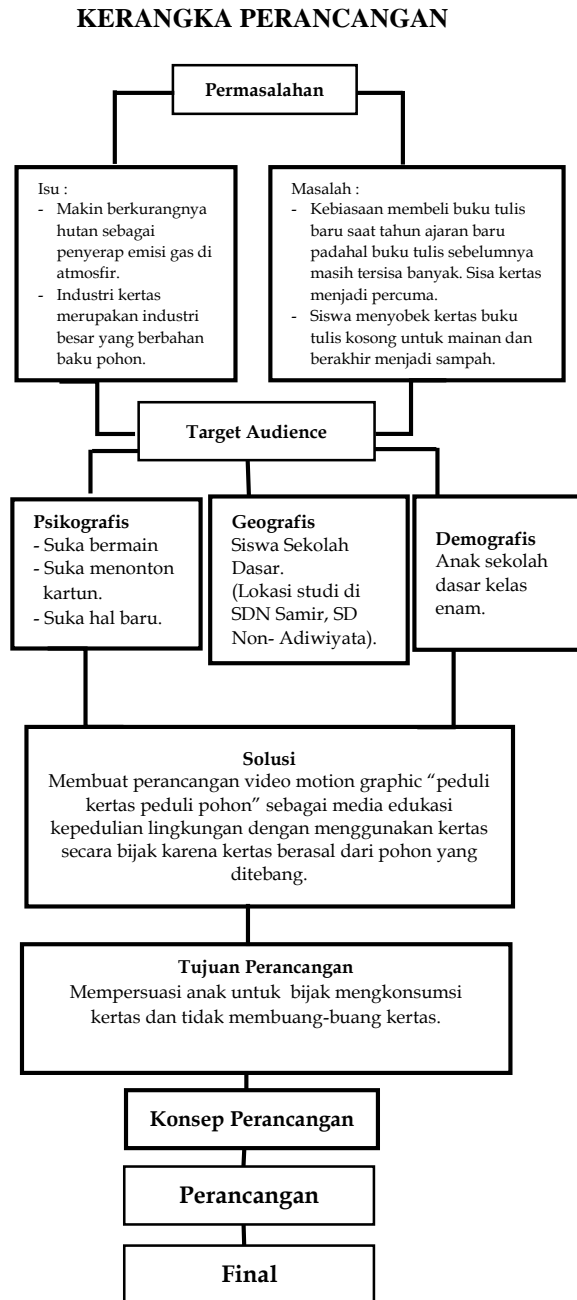 KERANGKA PERANCANGAN
Permasalahan
Isu :
- Makin berkurangnya
hutan sebagai
penyerap emisi gas di
atmosfir.
- Industri kertas
merupakan industri
besar yang berbahan
baku pohon.
Masalah :
- Kebiasaan membeli buku tulis
baru saat tahun ajaran baru
padahal buku tulis sebelumnya
masih tersisa banyak. Sisa kertas
menjadi percuma.
- Siswa menyobek kertas buku
tulis kosong untuk mainan dan
berakhir menjadi sampah.
Target Audience
Psikografis
- Suka bermain
- Suka menonton
kartun.
- Suka hal baru.
Geografis
Siswa Sekolah
Dasar.
(Lokasi studi di
SDN Samir, SD
Non- Adiwiyata).
Demografis
Anak sekolah
dasar kelas
enam.
Solusi
Membuat perancangan video motion graphic “peduli
kertas peduli pohon” sebagai media edukasi
kepedulian lingkungan dengan menggunakan kertas
secara bijak karena kertas berasal dari pohon yang
ditebang.
Tujuan Perancangan
Mempersuasi anak untuk bijak mengkonsumsi
kertas dan tidak membuang-buang kertas.
Konsep Perancangan
Perancangan
Final